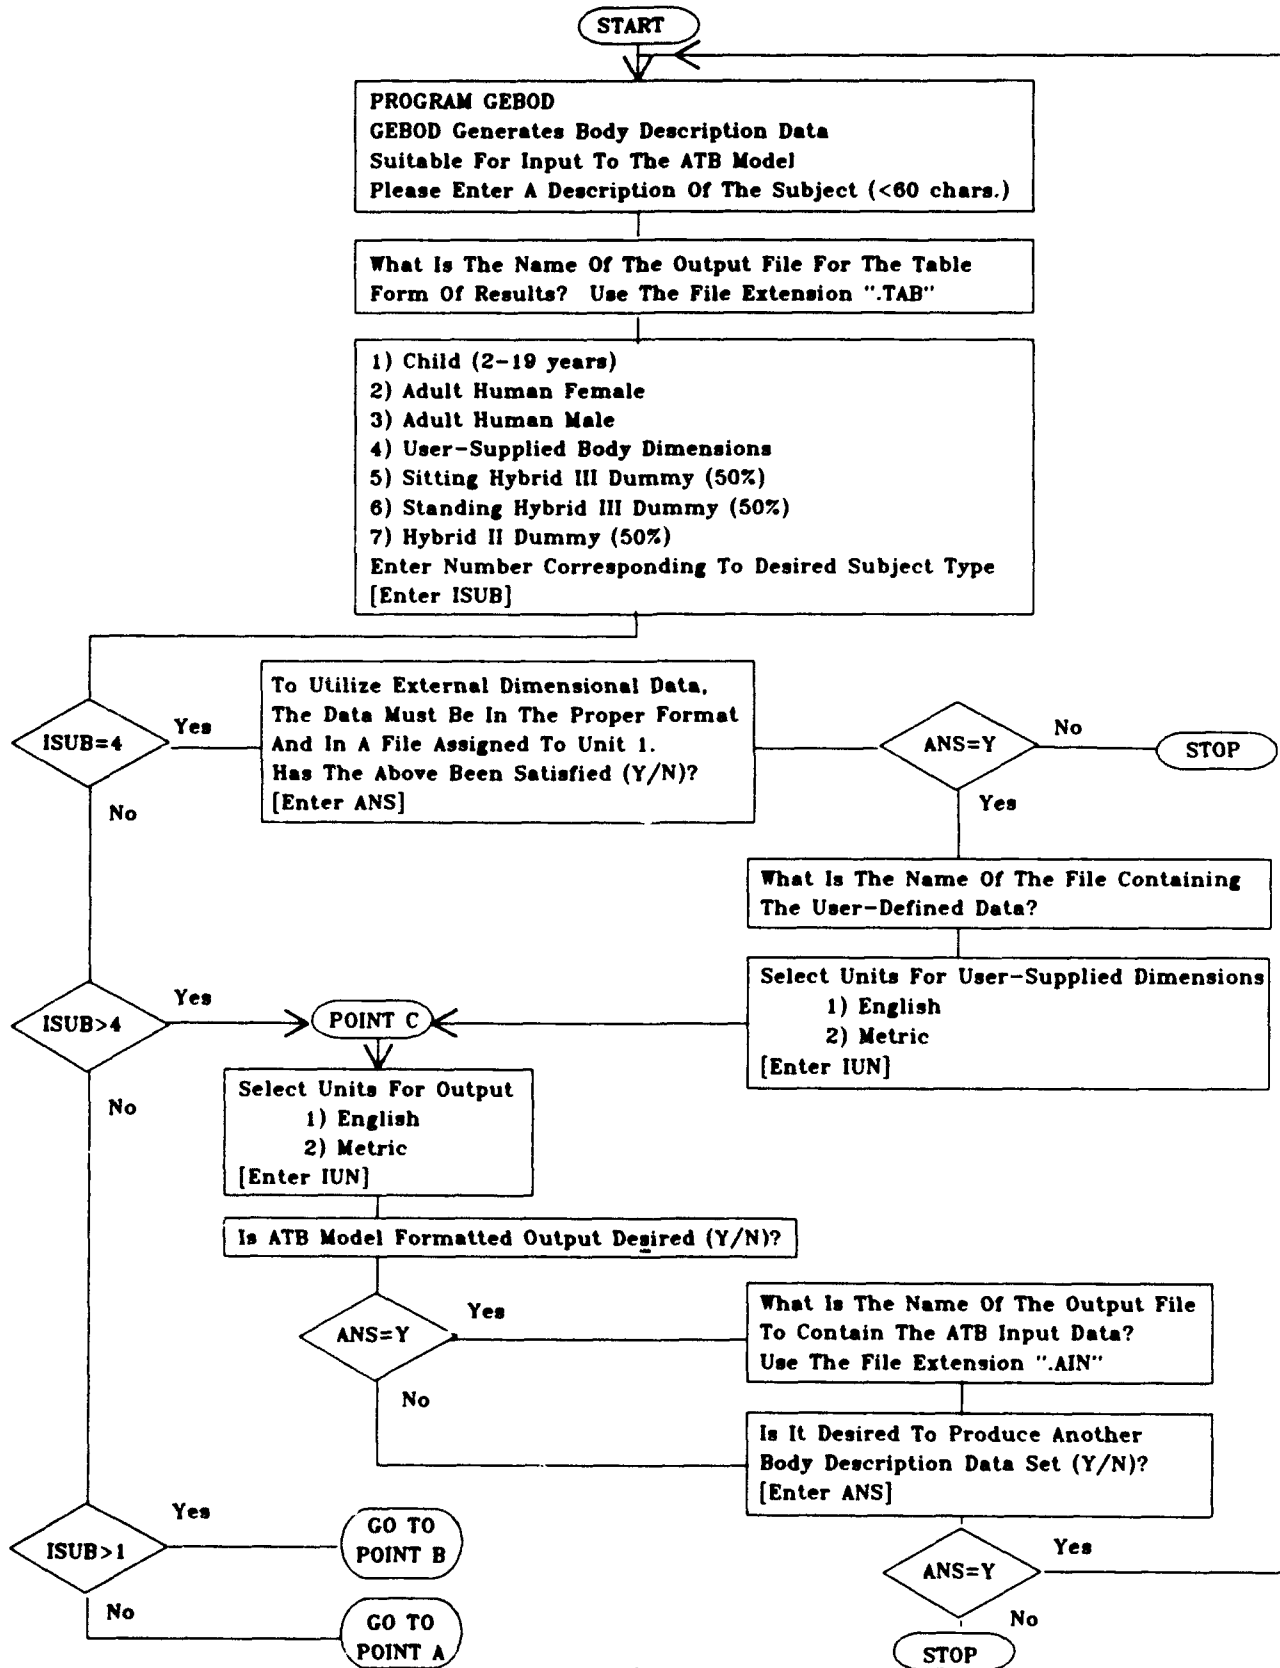 START
PROGRAM GEBOD
GEBOD Generates Body Description Data
Suitable For Input To The ATB Model
Please Enter A Description Of The Subject (<60 chars.)
What Is The Name Of The Output File For The Table
Form Of Results? Use The File Extension ".TAB"
1) Child (2-19 years)
2) Adult Human Female
3) Adult Human Male
4) User-Supplied Body Dimensions
5) Sitting Hybrid III Dummy (50%)
6) Standing Hybrid III Dummy (50%)
7) Hybrid II Dummy (50%)
Enter Number Corresponding To Desired Subject Type
[Enter ISUB]
ISUB=4
Yes
No
To Utilize External Dimensional Data,
The Data Must Be In The Proper Format
And In A File Assigned To Unit 1.
Has The Above Been Satisfied (Y/N)?
[Enter ANS]
ANS=Y
No
STOP
Yes
What Is The Name Of The File Containing
The User-Defined Data?
Select Units For User-Supplied Dimensions
1) English
2) Metric
[Enter IUN]
ISUB>4
Yes
No
POINT C
Select Units For Output
1) English
2) Metric
[Enter IUN]
Is ATB Model Formatted Output Desired (Y/N)?
ANS=Y
Yes
No
What Is The Name Of The Output File
To Contain The ATB Input Data?
Use The File Extension ".AIN"
Is It Desired To Produce Another
Body Description Data Set (Y/N)?
[Enter ANS]
ISUB>1
Yes
GO TO
POINT B
No
GO TO
POINT A
ANS=Y
Yes
No
STOP